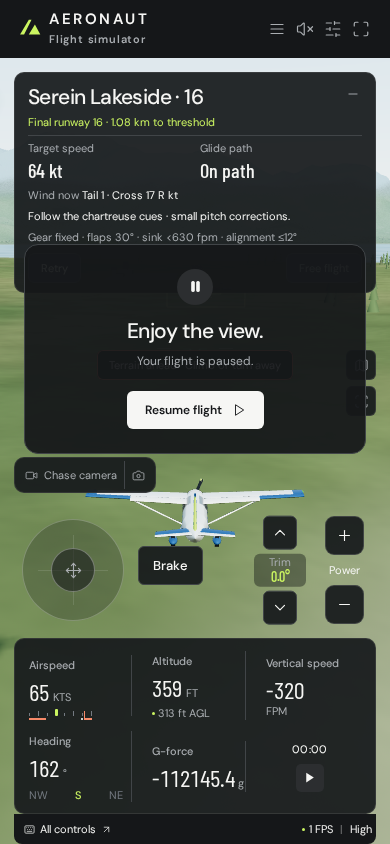 AERONAUT
Flight simulator
Serein Lakeside · 16
Final runway 16 · 1.08 km to threshold
Target speed
Glide path
64 kt
On path
Wind now Tail 1 · Cross 17 R kt
Follow the chartreuse cues · small pitch corrections.
Gear fixed · flaps 30° · sink <630 fpm · alignment ≤12°
Retry
Free flight
Enjoy the view.
Your flight is paused.
Resume flight
Chase camera
Brake
Trim
0.0°
Power
Airspeed
65 KTS
Altitude
359 FT
313 ft AGL
Vertical speed
-320
FPM
Heading
162°
NW S NE
G-force
-112145.4 g
00:00
All controls
1 FPS | High